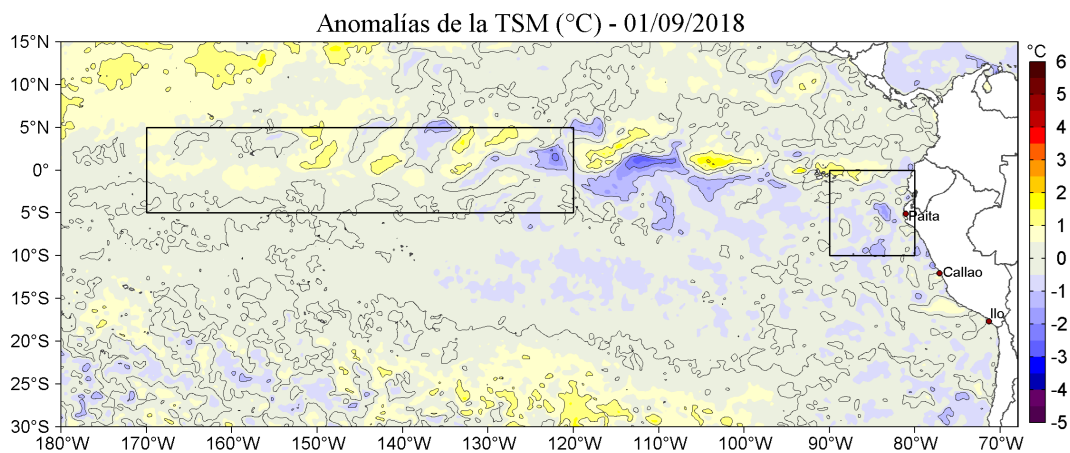 Anomalías de la TSM (°C) - 01/09/2018
15°N
10°N
5°N
0°
5°S
10°S
15°S
20°S
25°S
30°S
180°W
170°W
160°W
150°W
140°W
130°W
120°W
110°W
100°W
90°W
80°W
70°W
Paita
Callao
Ilo
°C
6
5
4
3
2
1
0
-1
-2
-3
-4
-5